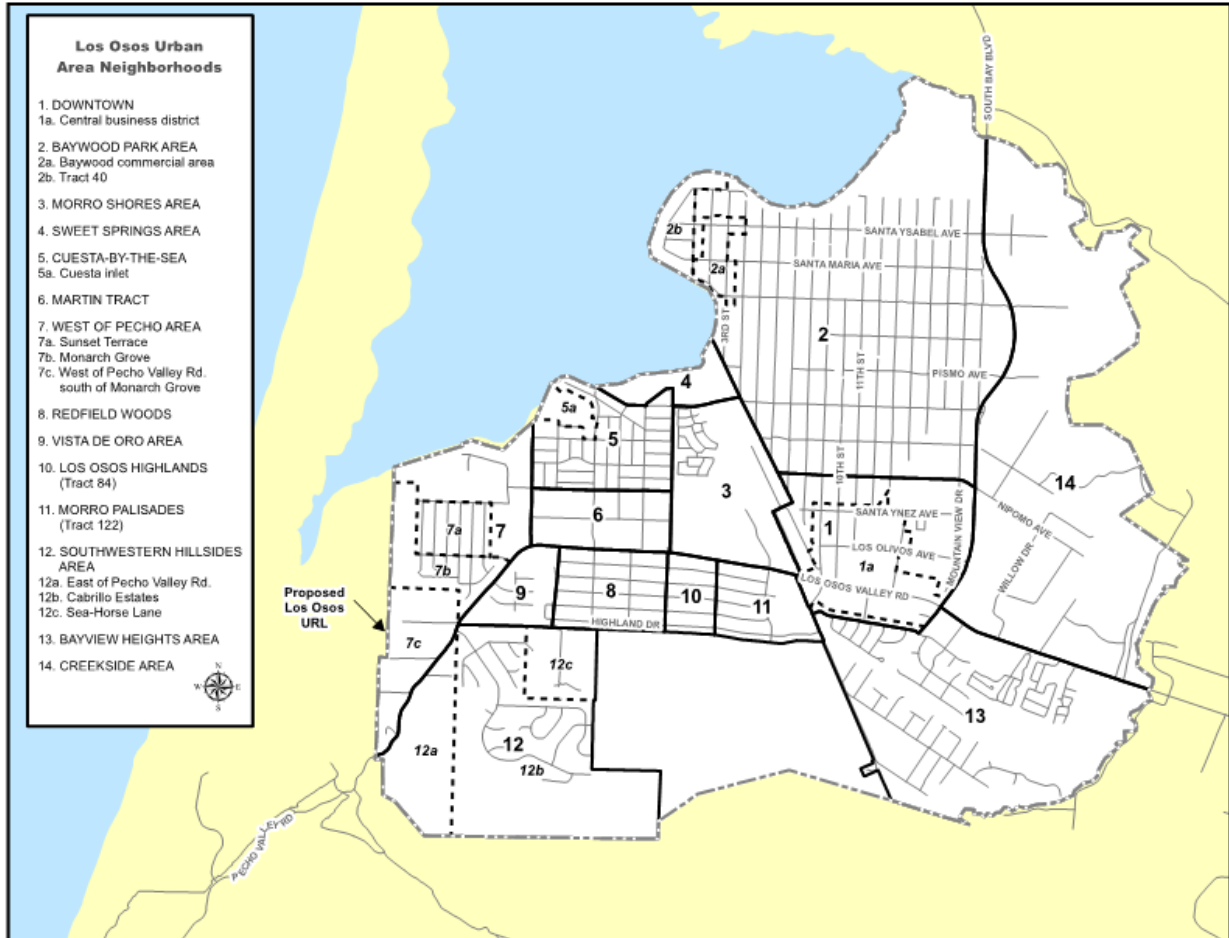 Los Osos Urban
Area Neighborhoods
1. DOWNTOWN
1a. Central business district
2. BAYWOOD PARK AREA
2a. Baywood commercial area
2b. Tract 40
3. MORRO SHORES AREA
4. SWEET SPRINGS AREA
5. CUESTA-BY-THE-SEA
5a. Cuesta inlet
6. MARTIN TRACT
7. WEST OF PECHO AREA
7a. Sunset Terrace
7b. Monarch Grove
7c. West of Pecho Valley Rd.
south of Monarch Grove
8. REDFIELD WOODS
9. VISTA DE ORO AREA
10. LOS OSOS HIGHLANDS
(Tract 84)
11. MORRO PALISADES
(Tract 122)
12. SOUTHWESTERN HILLSIDES
AREA
12a. East of Pecho Valley Rd.
12b. Cabrillo Estates
12c. Sea-Horse Lane
13. BAYVIEW HEIGHTS AREA
14. CREEKSIDE AREA
N
W E
S
SOUTH BAY BLVD
2b
SANTA YSABEL AVE
2a
SANTA MARIA AVE
3RD ST
2
11TH ST
PISMO AVE
4
5a
5
10TH ST
3
14
6
1
SANTA YNEZ AVE
NIPOMO AVE
7a
7
LOS OLIVOS AVE
1a
MOUNTAIN VIEW DR
WILLOW DR
7b
LOS OSOS VALLEY RD
Proposed
Los Osos
URL
9
8
10
11
HIGHLAND DR
7c
12c
13
12a
12
12b
PECHO VALLEY RD